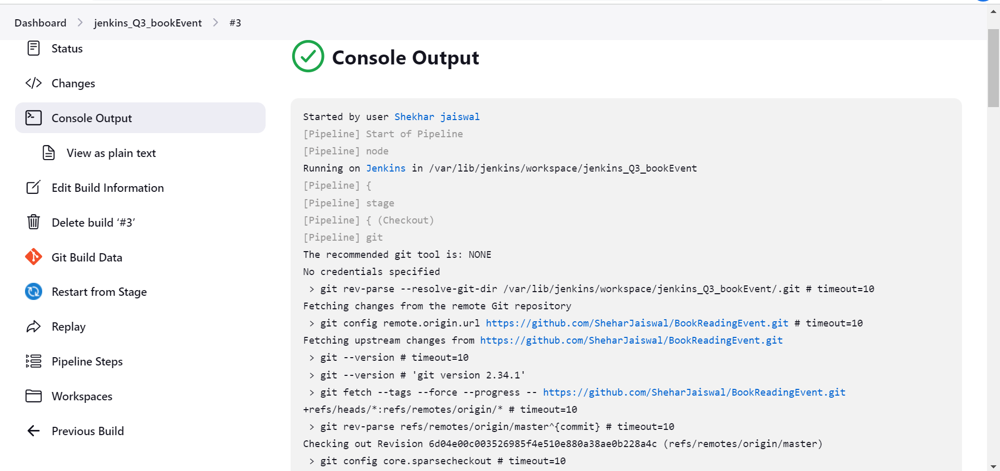 Dashboard > jenkins_Q3_bookEvent > #3
Status
Changes
Console Output
View as plain text
Edit Build Information
Delete build ‘#3’
Git Build Data
Restart from Stage
Replay
Pipeline Steps
Workspaces
Previous Build
Console Output
Started by user Shekhar jaiswal
[Pipeline] Start of Pipeline
[Pipeline] node
Running on Jenkins in /var/lib/jenkins/workspace/jenkins_Q3_bookEvent
[Pipeline] {
[Pipeline] stage
[Pipeline] { (Checkout)
[Pipeline] git
The recommended git tool is: NONE
No credentials specified
 > git rev-parse --resolve-git-dir /var/lib/jenkins/workspace/jenkins_Q3_bookEvent/.git # timeout=10
Fetching changes from the remote Git repository
 > git config remote.origin.url https://github.com/SheharJaiswal/BookReadingEvent.git # timeout=10
Fetching upstream changes from https://github.com/SheharJaiswal/BookReadingEvent.git
 > git --version # timeout=10
 > git --version # 'git version 2.34.1'
 > git fetch --tags --force --progress -- https://github.com/SheharJaiswal/BookReadingEvent.git
+refs/heads/*:refs/remotes/origin/* # timeout=10
 > git rev-parse refs/remotes/origin/master^{commit} # timeout=10
Checking out Revision 6d04e00c003526985f4e510e880a38ae0b228a4c (refs/remotes/origin/master)
 > git config core.sparsecheckout # timeout=10